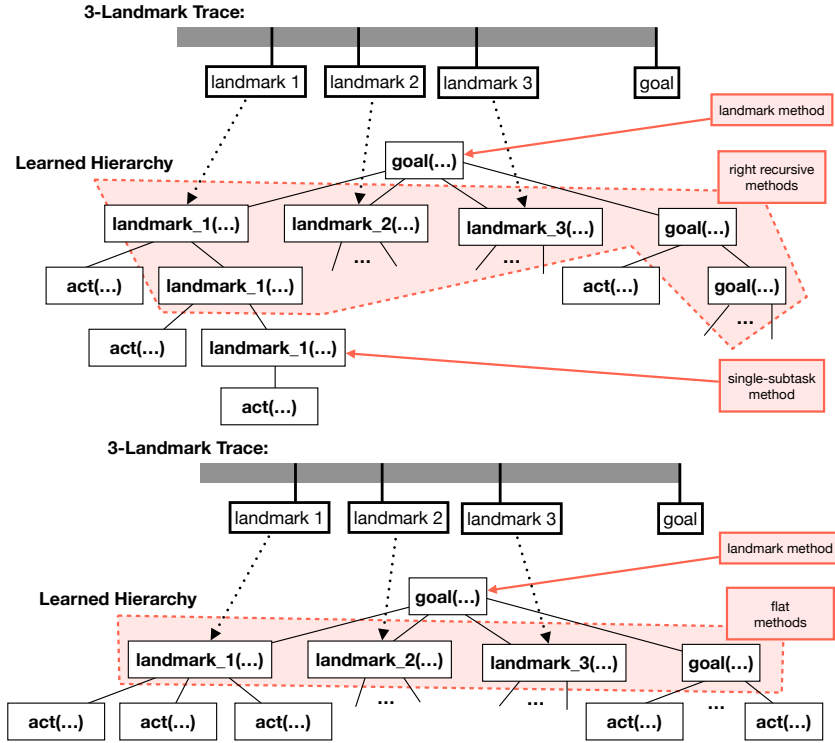 3-Landmark Trace:
landmark 1
landmark 2
landmark 3
goal
landmark method
Learned Hierarchy
goal(...)
right recursive
methods
landmark_1(...)
landmark_2(...)
landmark_3(...)
goal(...)
...
...
act(...)
landmark_1(...)
act(...)
goal(...)
...
act(...)
landmark_1(...)
single-subtask
method
act(...)
3-Landmark Trace:
landmark 1
landmark 2
landmark 3
goal
landmark method
Learned Hierarchy
goal(...)
flat
methods
landmark_1(...)
landmark_2(...)
landmark_3(...)
goal(...)
...
...
...
act(...)
act(...)
act(...)
act(...)
act(...)